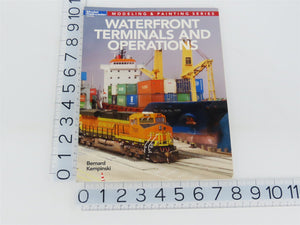 MODELING & PAINTING SERIES
WATERFRONT
TERMINALS AND
OPERATIONS
Bernard
Kempinski
0 1 2 3 4 5 6 7 8 9 10 11
0 1 2 3 4 5 6 7 8 9 10 11